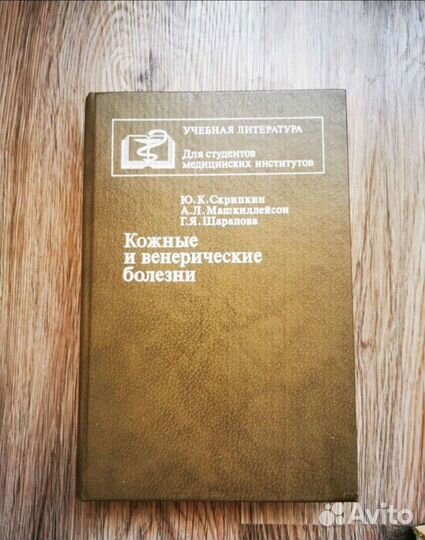 УЧЕБНАЯ ЛИТЕРАТУРА
Для студентов
медицинских институтов
Ю.К.Скрипкин
А.Л.Машкиллейсон
Г.Я.Шарапова
Кожные
и венерические
болезни
Avito